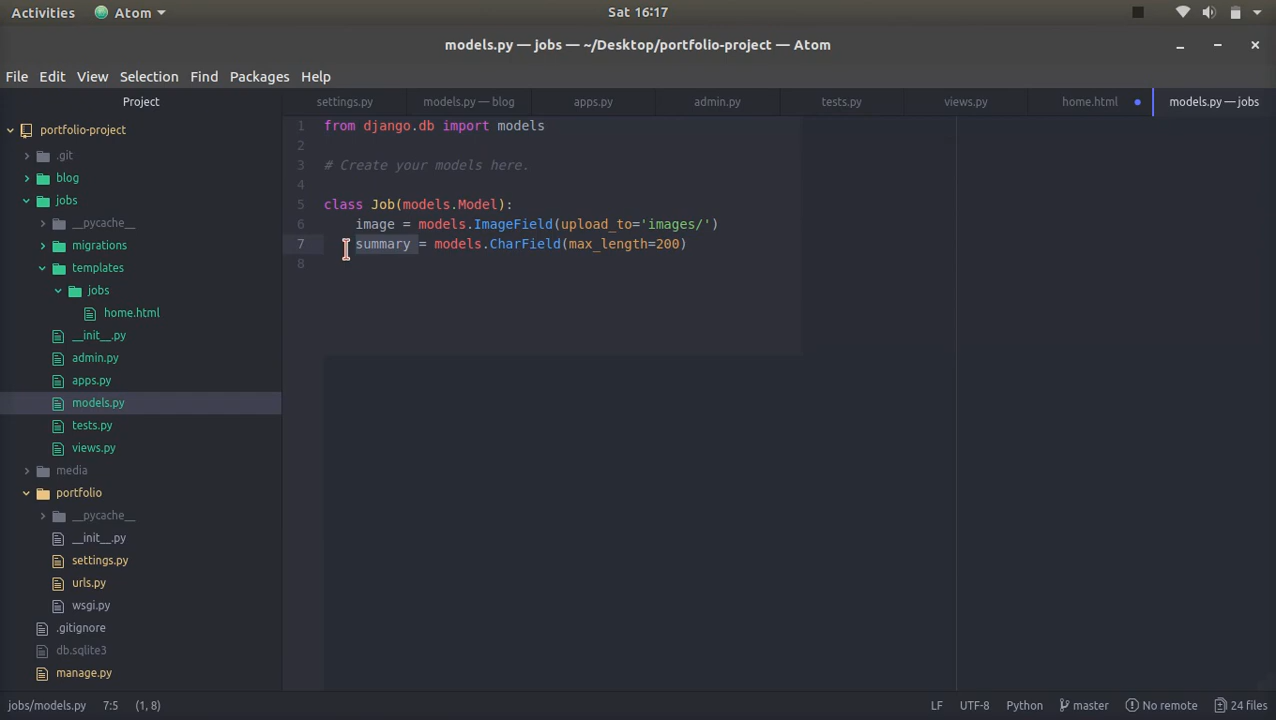 Activities Atom Sat 16:17
models.py — jobs — ~/Desktop/portfolio-project — Atom
File Edit View Selection Find Packages Help
Project
settings.py models.py — blog apps.py admin.py tests.py views.py home.html models.py — jobs
portfolio-project
.git
blog
jobs
__pycache__
migrations
templates
jobs
home.html
__init__.py
admin.py
apps.py
models.py
tests.py
views.py
media
portfolio
__pycache__
__init__.py
settings.py
urls.py
wsgi.py
.gitignore
db.sqlite3
manage.py
1 from django.db import models
2
3 # Create your models here.
4
5 class Job(models.Model):
6 image = models.ImageField(upload_to='images/')
7 summary = models.CharField(max_length=200)
8
jobs/models.py 7:5 (1, 8) LF UTF-8 Python master No remote 24 files